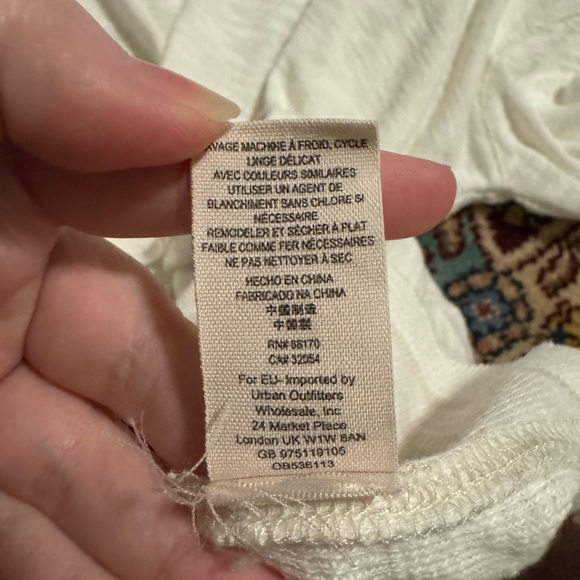 LAVAGE MACHINE À FROID, CYCLE
LINGE DÉLICAT
AVEC COULEURS SIMILAIRES
UTILISER UN AGENT DE
BLANCHIMENT SANS CHLORE SI
NÉCESSAIRE
REMODELER ET SÉCHER À PLAT
FAIBLE COMME FER NÉCESSAIRES
NE PAS NETTOYER À SEC
HECHO EN CHINA
FABRICADO NA CHINA
中国制造
中國製
RN# 66170
CA# 32054
For EU- Imported by
Urban Outfitters
Wholesale, Inc
24 Market Place
London UK W1W 8AN
GB 975119105
OB536113